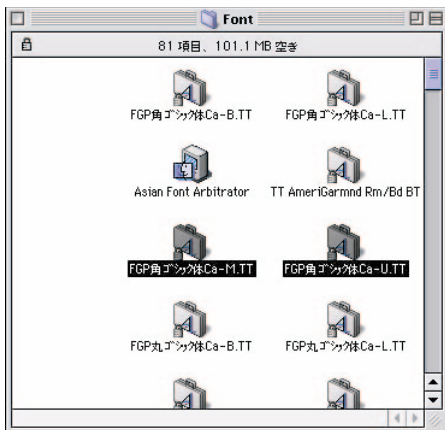 Font
81 項目、101.1 MB 空き
FGP角ゴシック体Ca-B.TT
FGP角ゴシック体Ca-L.TT
Asian Font Arbitrator
TT AmeriGarmnd Rm/Bd BT
FGP角ゴシック体Ca-M.TT
FGP角ゴシック体Ca-U.TT
FGP丸ゴシック体Ca-B.TT
FGP丸ゴシック体Ca-L.TT